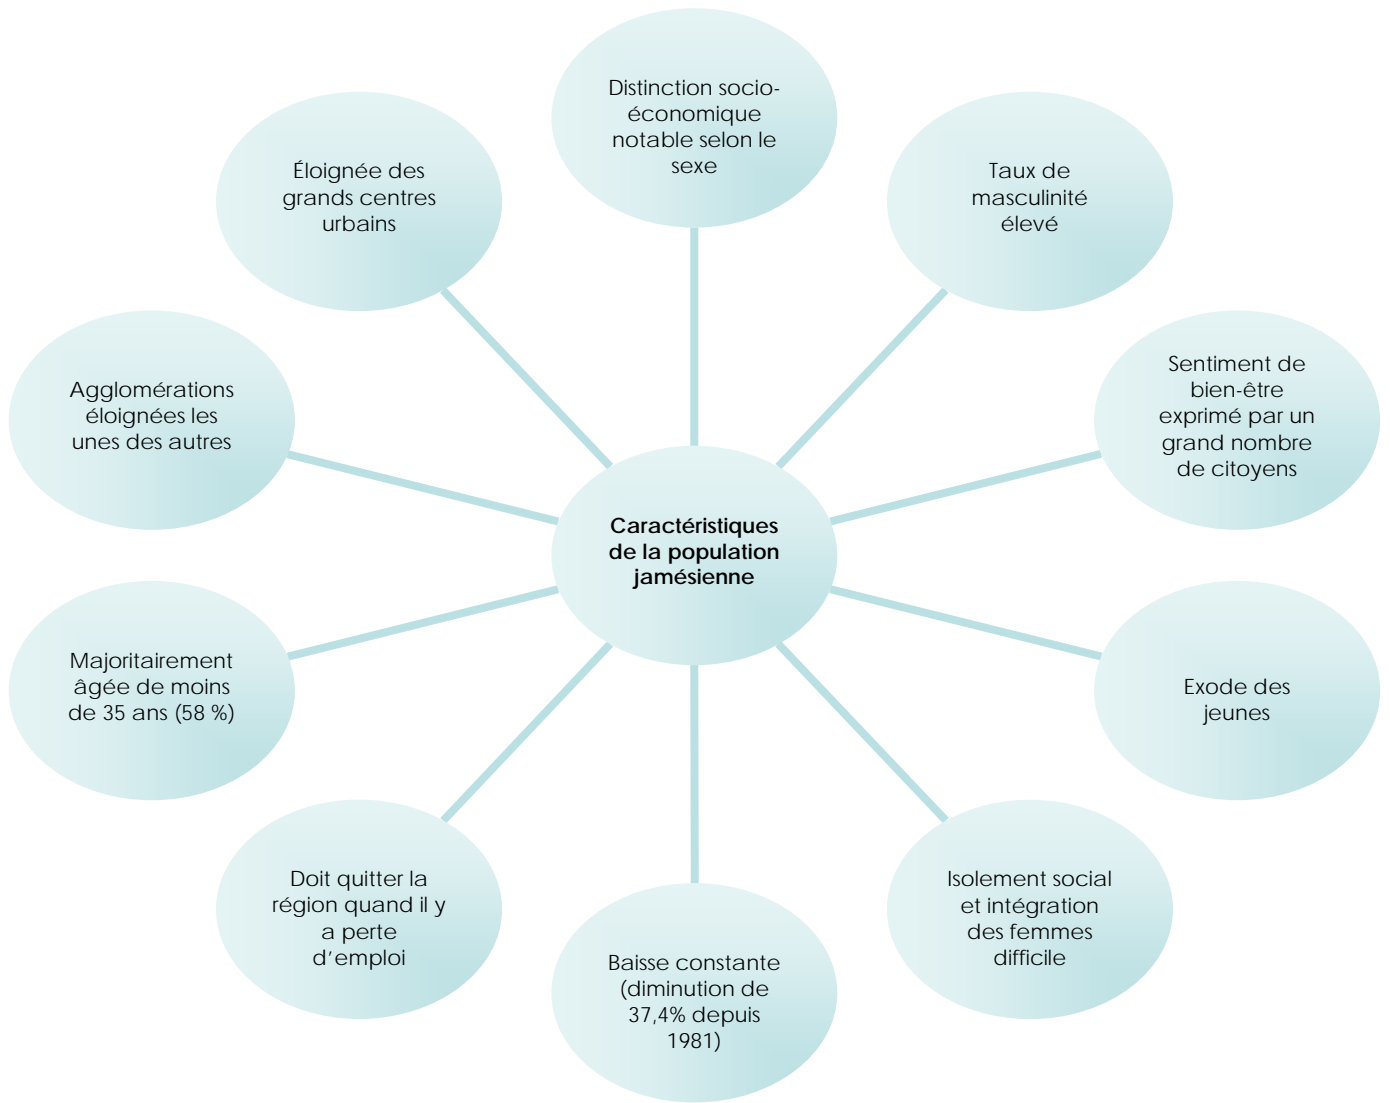 Distinction socio-
économique
notable selon le
sexe
Éloignée des
grands centres
urbains
Taux de
masculinité
élevé
Agglomérations
éloignées les
unes des autres
Sentiment de
bien-être
exprimé par un
grand nombre
de citoyens
Caractéristiques
de la population
jamésienne
Majoritairement
âgée de moins
de 35 ans (58 %)
Exode des
jeunes
Doit quitter la
région quand il y
a perte
d’emploi
Isolement social
et intégration
des femmes
difficile
Baisse constante
(diminution de
37,4% depuis
1981)